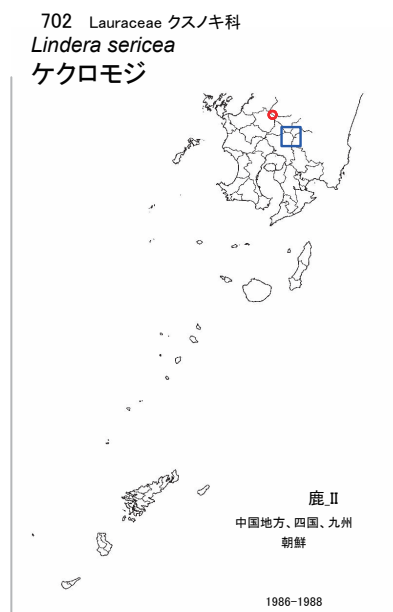 702 Lauraceae クスノキ科
Lindera sericea
ケクロモジ
鹿_II
中国地方、四国、九州
朝鮮
1986-1988